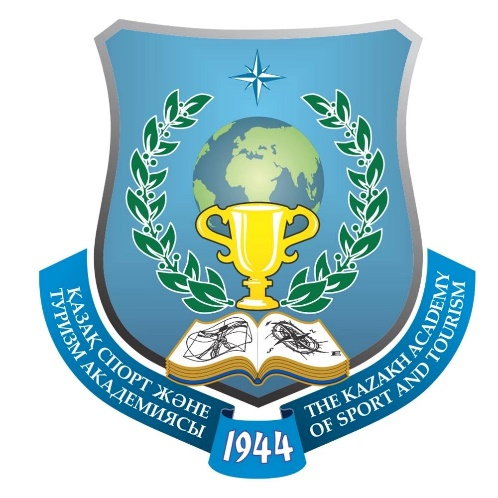 ҚАЗАҚ СПОРТ ЖӘНЕ
ТУРИЗМ АКАДЕМИЯСЫ
1944
THE KAZAKH ACADEMY
OF SPORT AND TOURISM